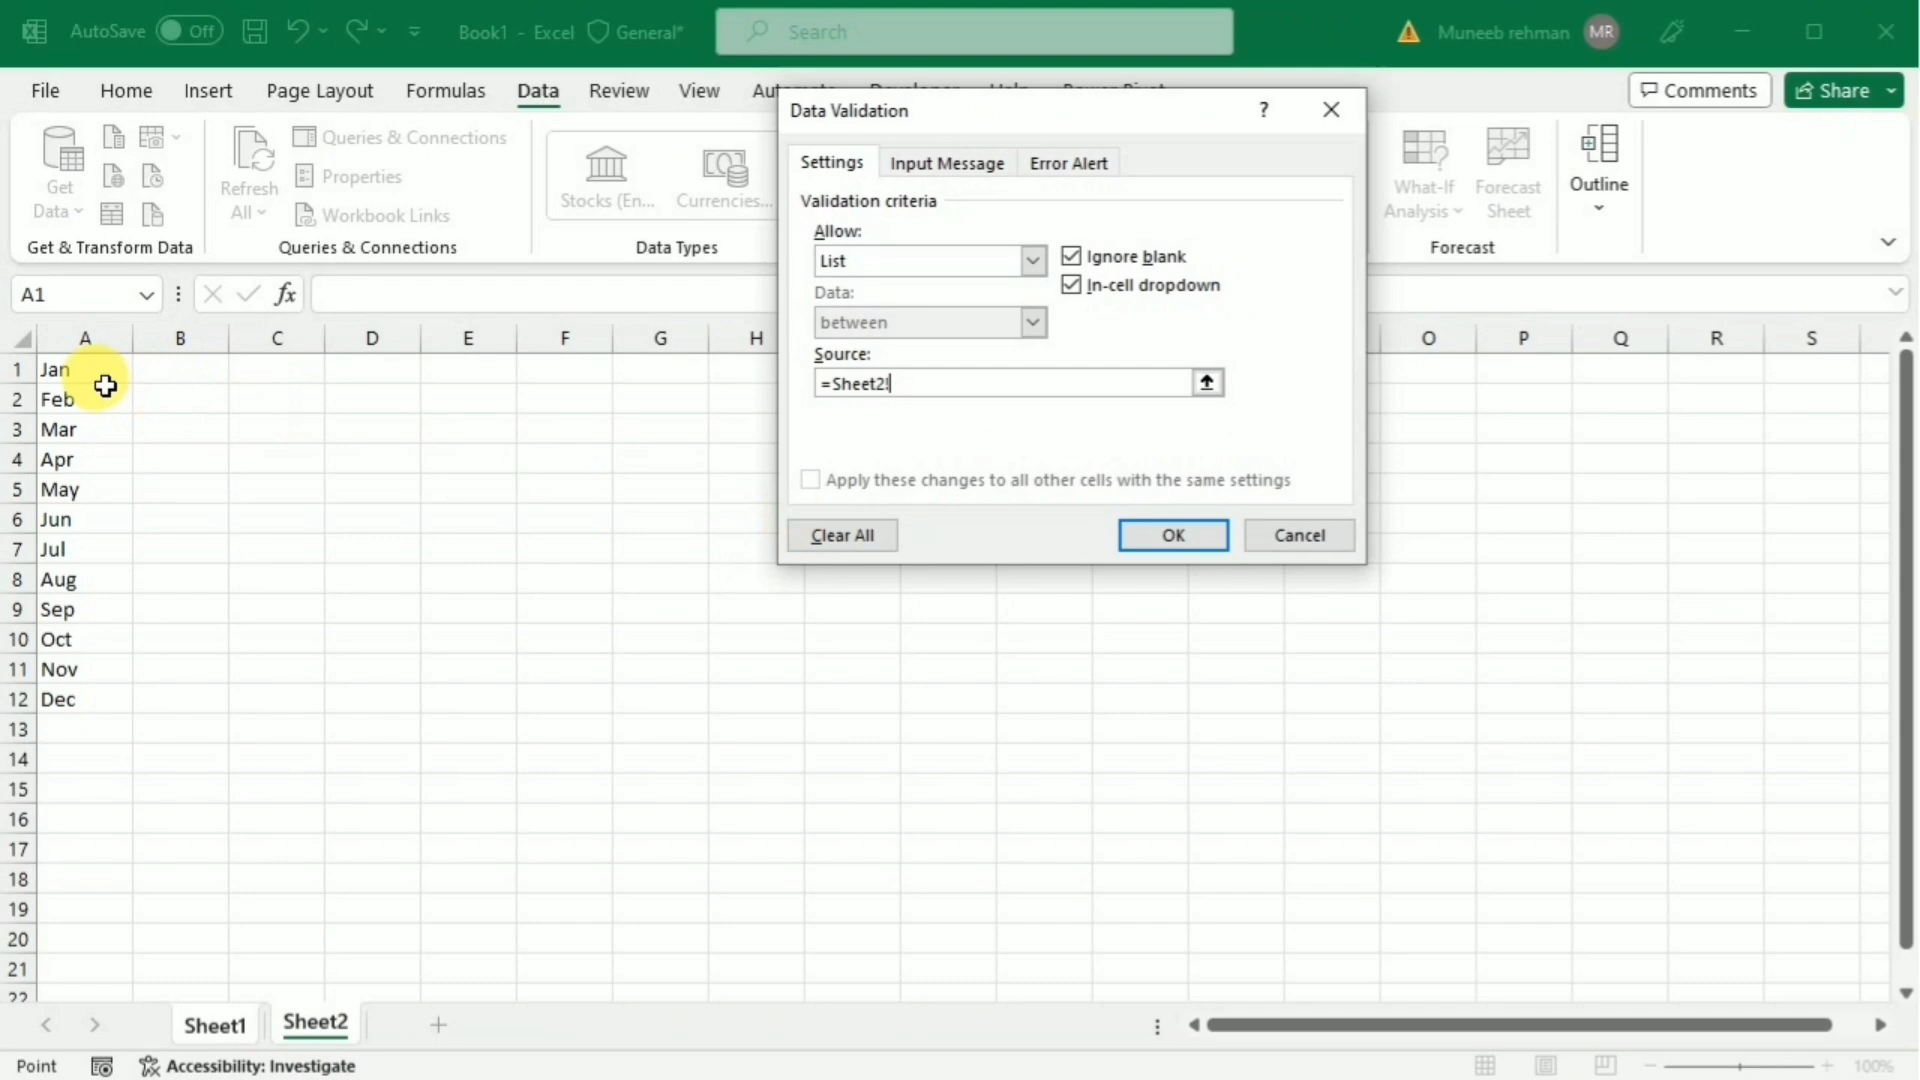 AutoSave Off Book1 - Excel General* Search Muneeb rehman MR
File Home Insert Page Layout Formulas Data Review View Comments Share
Data Validation ?
Get Data
Refresh All
Queries & Connections
Properties
Workbook Links
Stocks (En...
Currencies...
What-If Analysis
Forecast Sheet
Outline
Get & Transform Data Queries & Connections Data Types Forecast
Settings Input Message Error Alert
Validation criteria
Allow:
List Ignore blank
Data: In-cell dropdown
between
Source:
=Sheet2!
Apply these changes to all other cells with the same settings
Clear All OK Cancel
A1 fx
A B C D E F G H O P Q R S
1 Jan
2 Feb
3 Mar
4 Apr
5 May
6 Jun
7 Jul
8 Aug
9 Sep
10 Oct
11 Nov
12 Dec
13
14
15
16
17
18
19
20
21
22
Sheet1 Sheet2
Point Accessibility: Investigate 100%